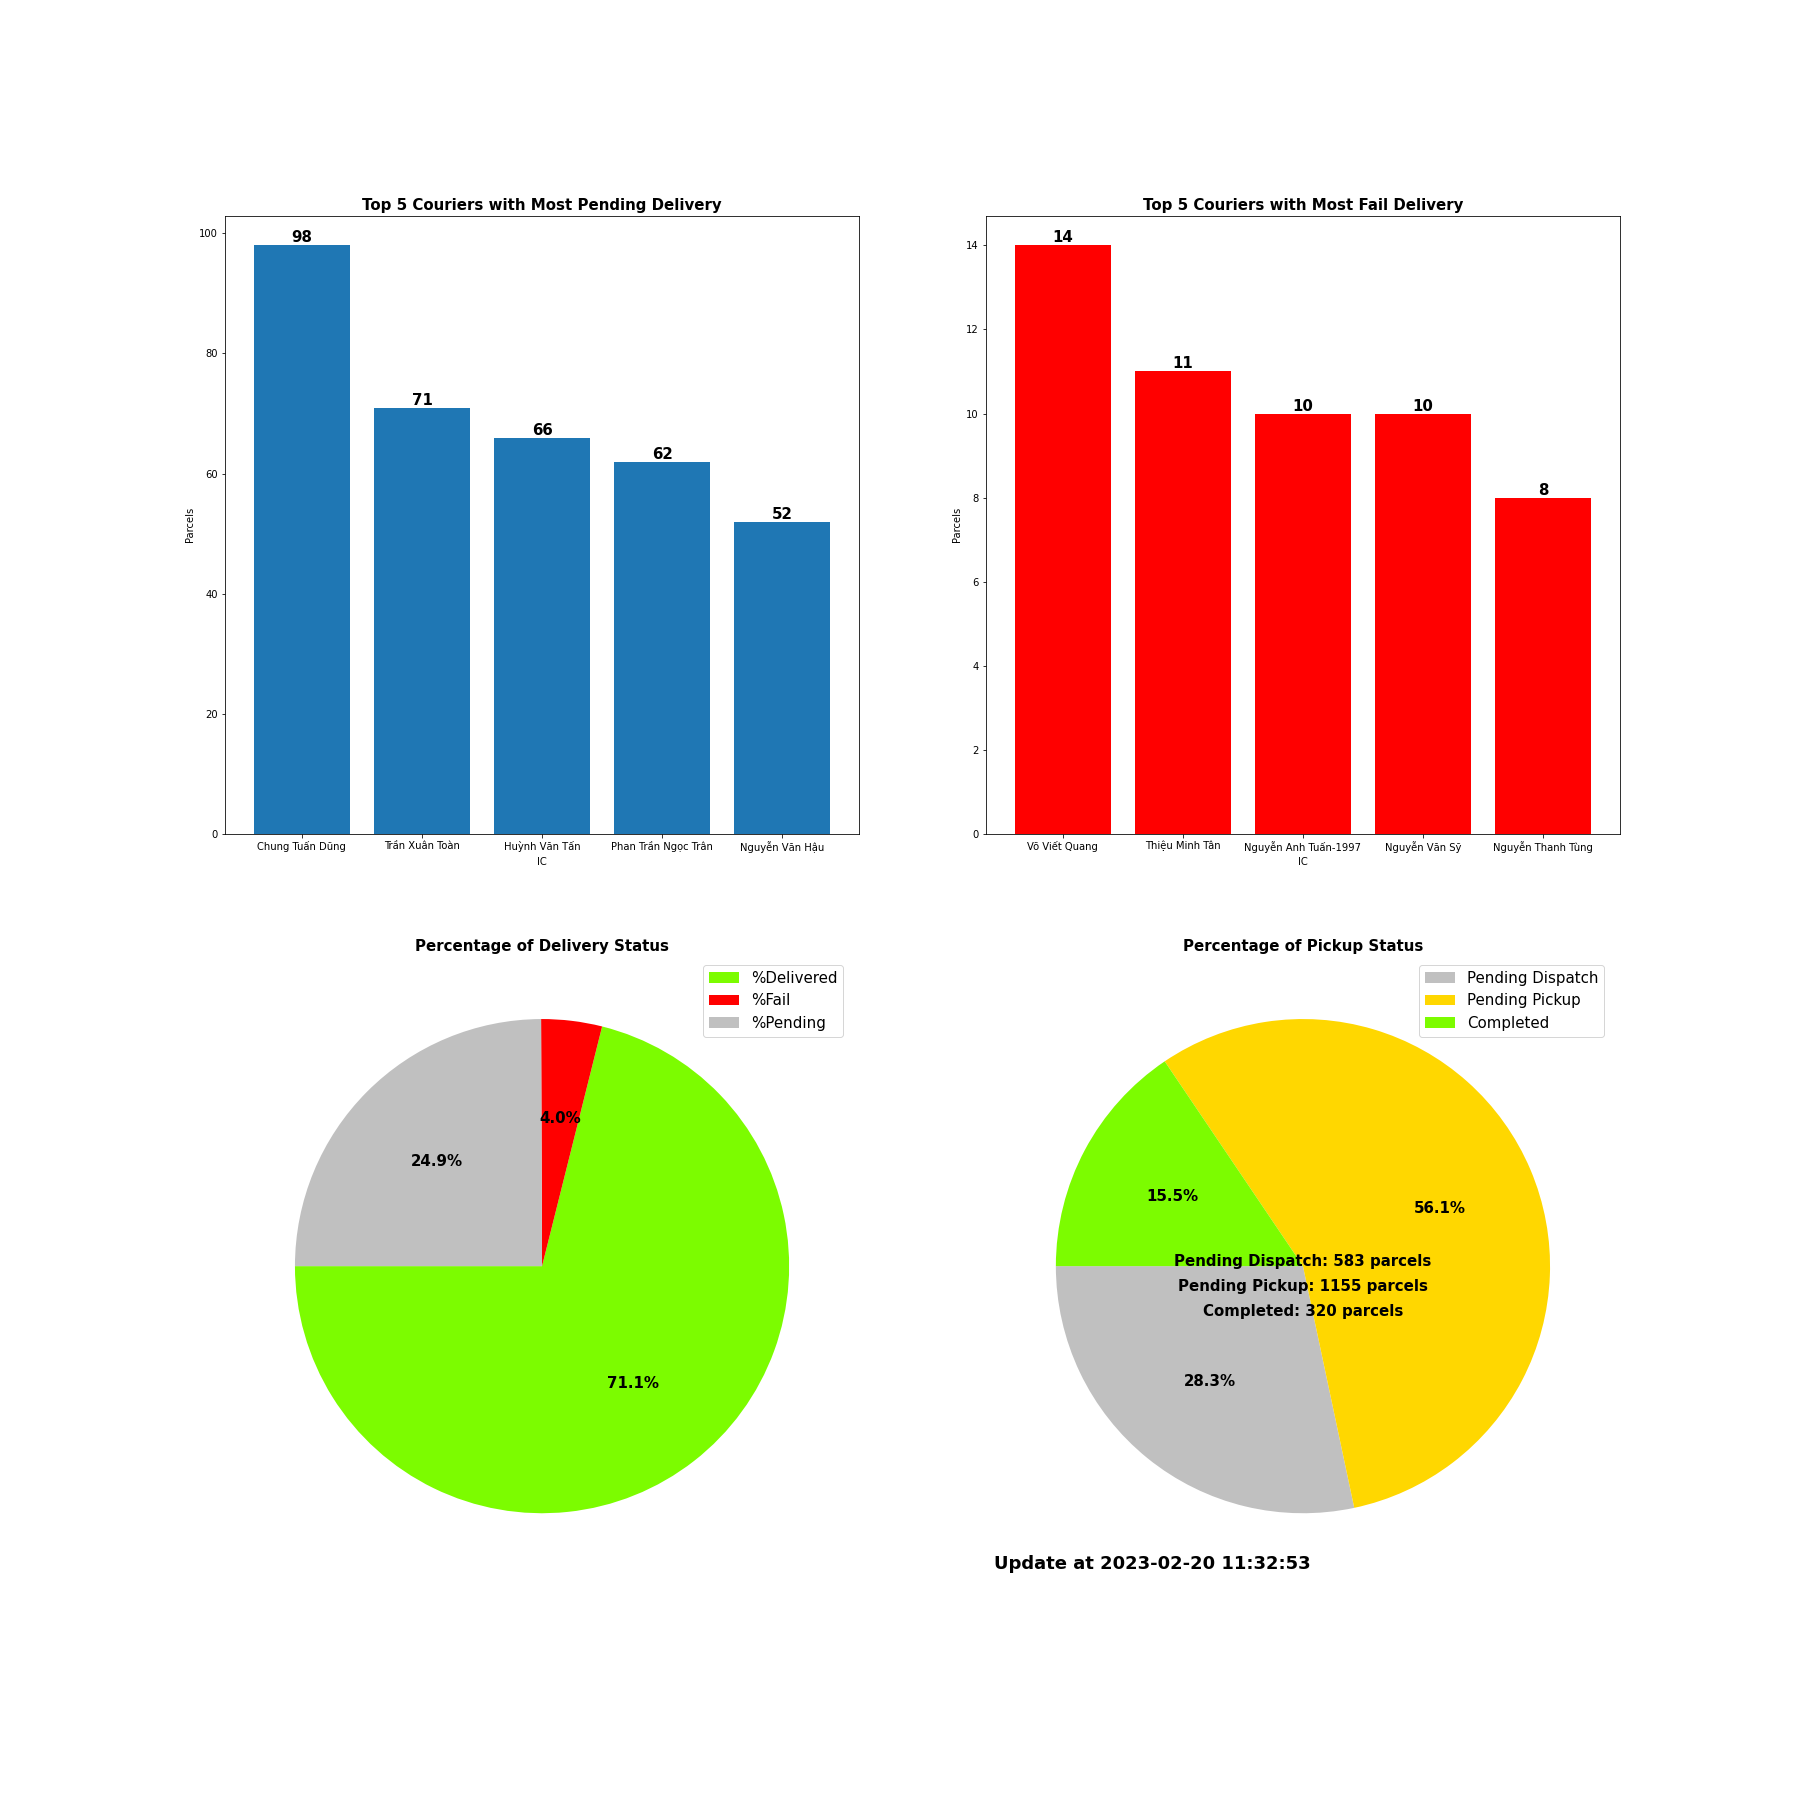 Top 5 Couriers with Most Pending Delivery
100
80
60
40
20
0
Parcels
98
71
66
62
52
Chung Tuấn Dũng
Trần Xuân Toàn
Huỳnh Văn Tấn
Phan Trần Ngọc Trân
Nguyễn Văn Hậu
IC
Top 5 Couriers with Most Fail Delivery
14
12
10
8
6
4
2
0
Parcels
14
11
10
10
8
Võ Viết Quang
Thiệu Minh Tân
Nguyễn Anh Tuấn-1997
Nguyễn Văn Sỹ
Nguyễn Thanh Tùng
IC
Percentage of Delivery Status
%Delivered
%Fail
%Pending
4.0%
24.9%
71.1%
Percentage of Pickup Status
Pending Dispatch
Pending Pickup
Completed
15.5%
56.1%
Pending Dispatch: 583 parcels
Pending Pickup: 1155 parcels
Completed: 320 parcels
28.3%
Update at 2023-02-20 11:32:53